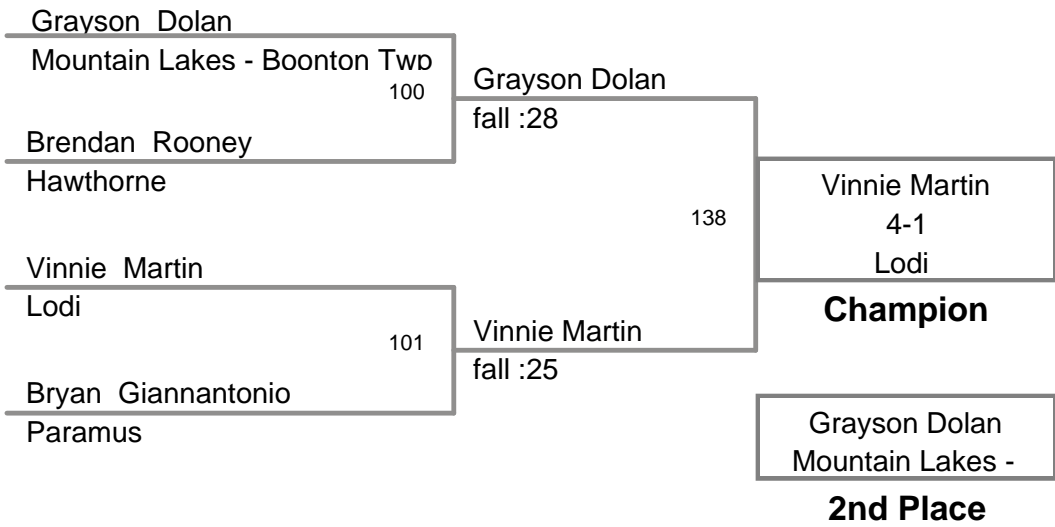 Grayson Dolan
Mountain Lakes - Boonton Twp
100
Brendan Rooney
Hawthorne
Vinnie Martin
Lodi
101
Bryan Giannantonio
Paramus
Grayson Dolan
fall :28
Vinnie Martin
fall :25
138
Vinnie Martin
4-1
Lodi
Champion
Grayson Dolan
Mountain Lakes -
2nd Place